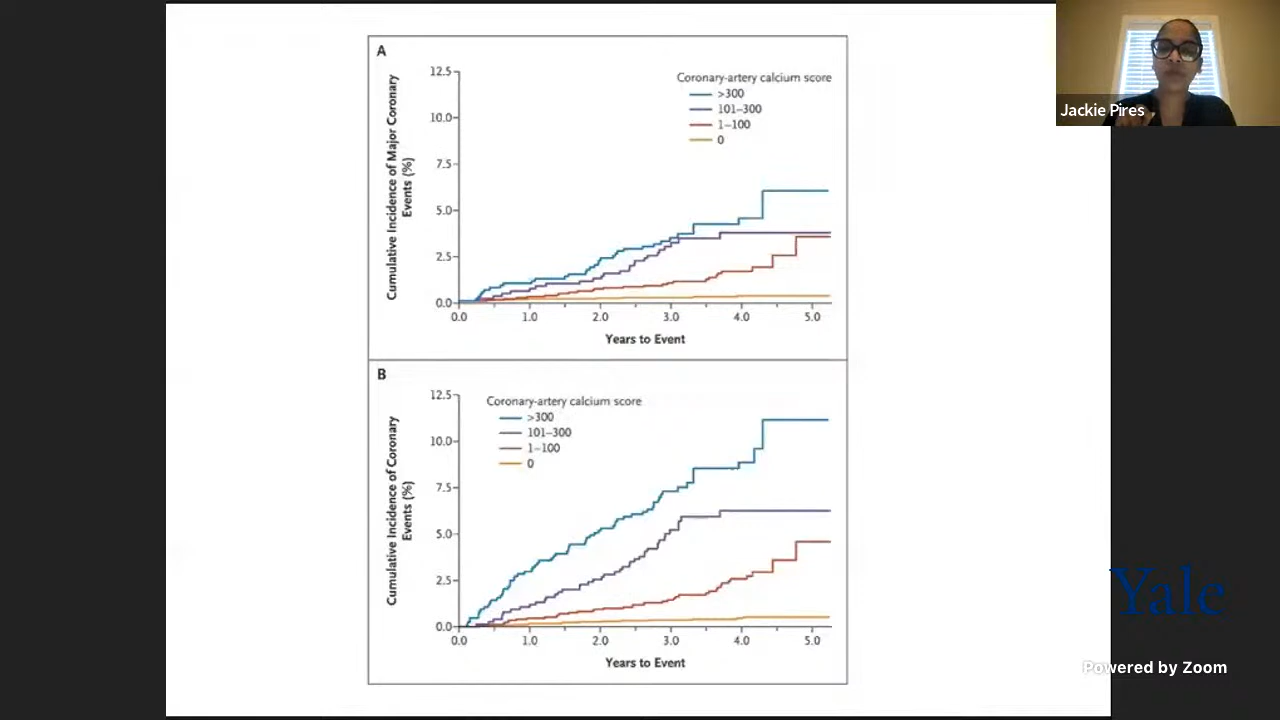 A
Cumulative Incidence of Major Coronary
Events (%)
12.5
10.0
7.5
5.0
2.5
0.0
Coronary-artery calcium score
>300
101–300
1–100
0
0.0 1.0 2.0 3.0 4.0 5.0
Years to Event
B
Cumulative Incidence of Coronary
Events (%)
12.5
10.0
7.5
5.0
2.5
0.0
Coronary-artery calcium score
>300
101–300
1–100
0
0.0 1.0 2.0 3.0 4.0 5.0
Years to Event
Jackie Pires
Yale
Powered by Zoom